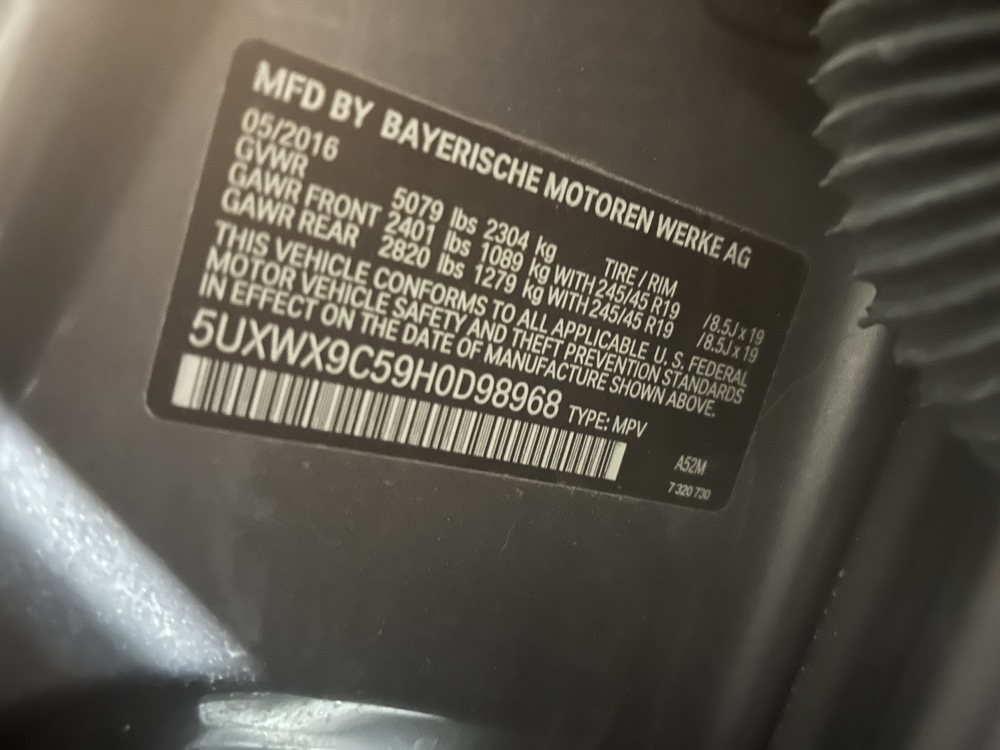 MFD BY BAYERISCHE MOTOREN WERKE AG
05/2016
GVWR 5079 lbs 2304 kg TIRE / RIM
GAWR FRONT 2401 lbs 1089 kg WITH 245/45 R19 /8.5J x 19
GAWR REAR 2820 lbs 1279 kg WITH 245/45 R19 /8.5J x 19
THIS VEHICLE CONFORMS TO ALL APPLICABLE U. S. FEDERAL
MOTOR VEHICLE SAFETY AND THEFT PREVENTION STANDARDS
IN EFFECT ON THE DATE OF MANUFACTURE SHOWN ABOVE.
5UXWX9C59H0D98968 TYPE: MPV
A52M
7 320 730